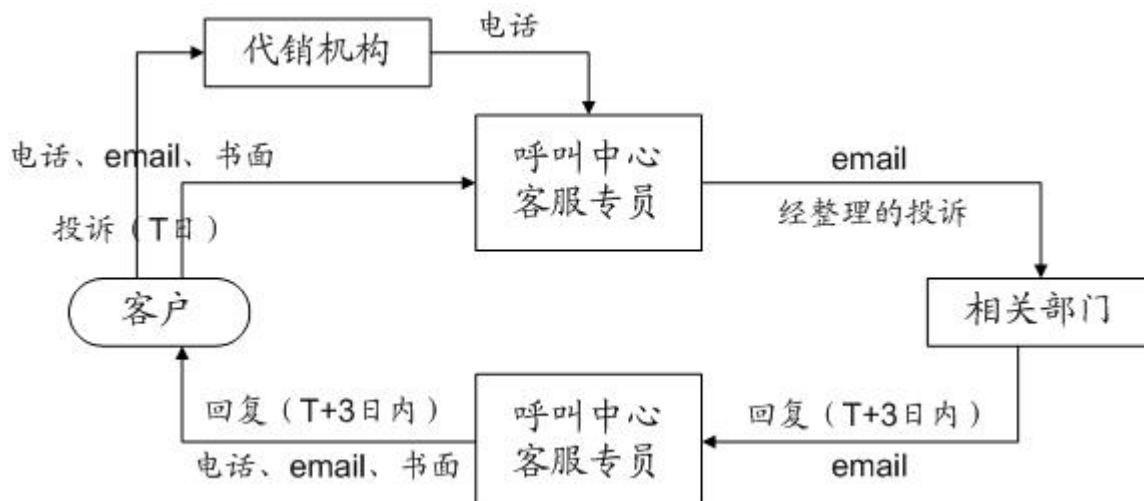 代销机构
电话
电话、email、书面
投诉（T日）
呼叫中心
客服专员
email
经整理的投诉
客户
相关部门
回复（T+3日内）
电话、email、书面
呼叫中心
客服专员
回复（T+3日内）
email